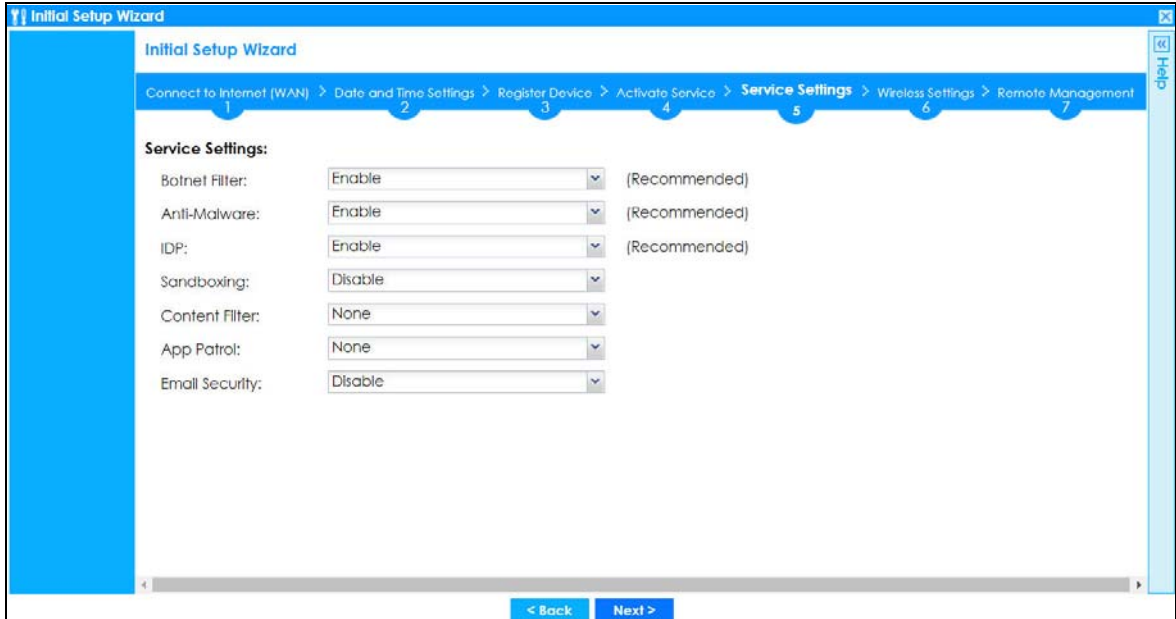 Initial Setup Wizard
Initial Setup Wizard
« Help
Connect to Internet (WAN) > Date and Time Settings > Register Device > Activate Service > Service Settings > Wireless Settings > Remote Management
1 2 3 4 5 6 7
Service Settings:
Botnet Filter: Enable (Recommended)
Anti-Malware: Enable (Recommended)
IDP: Enable (Recommended)
Sandboxing: Disable
Content Filter: None
App Patrol: None
Email Security: Disable
< Back Next >